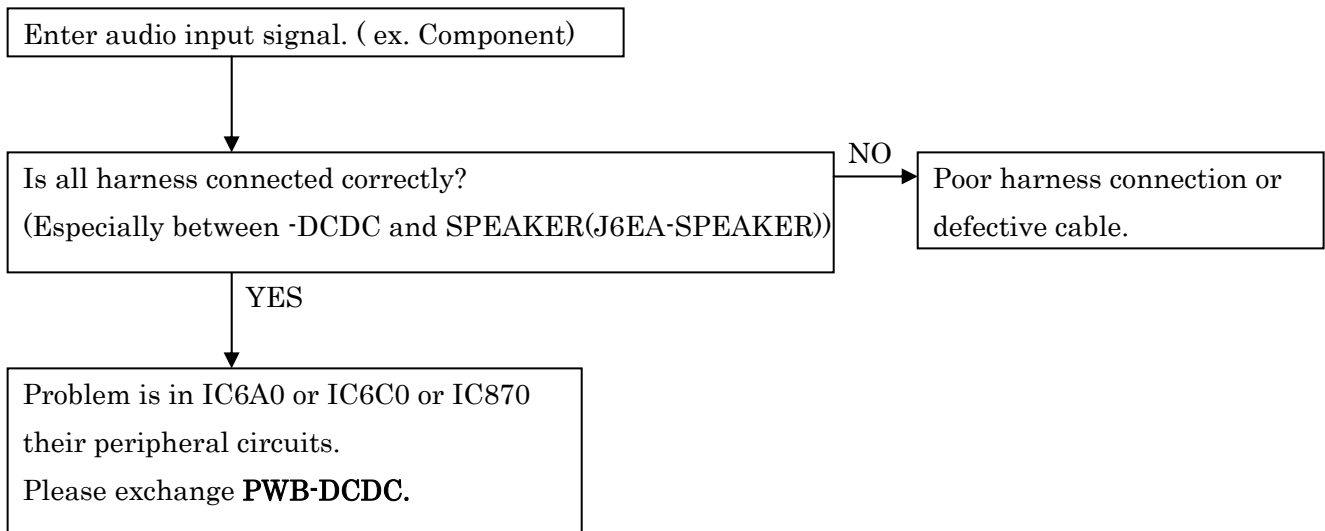 Enter audio input signal. ( ex. Component)
Is all harness connected correctly?
(Especially between -DCDC and SPEAKER(J6EA-SPEAKER))
NO
Poor harness connection or
defective cable.
YES
Problem is in IC6A0 or IC6C0 or IC870
their peripheral circuits.
Please exchange PWB-DCDC.